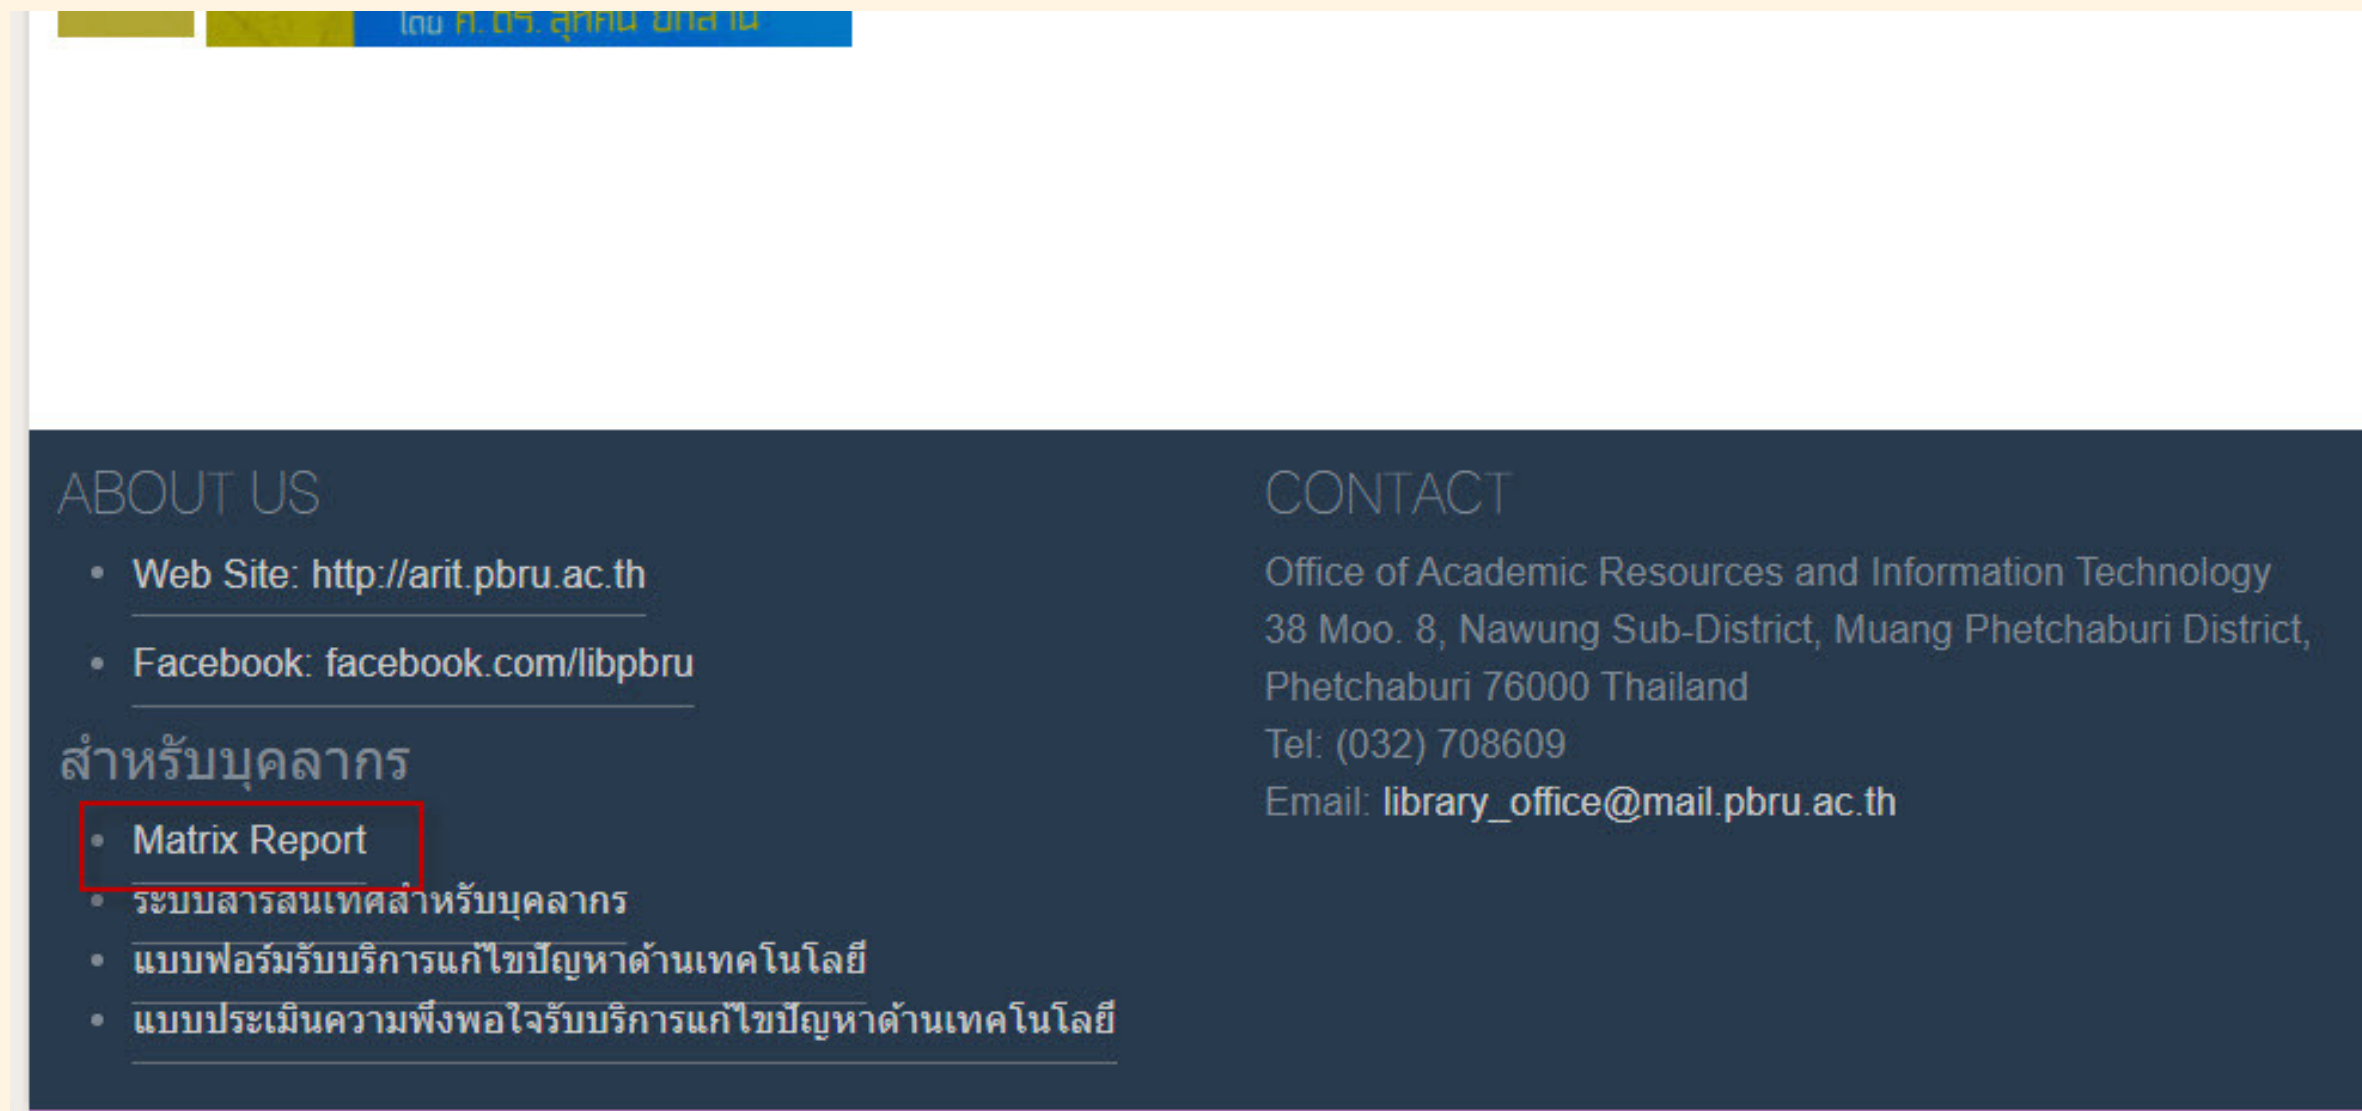 โดย ศ. ดร.
ABOUT US
Web Site: http://arit.pbru.ac.th
Facebook: facebook.com/libpbru
สำหรับบุคลากร
Matrix Report
ระบบสารสนเทศสำหรับบุคลากร
แบบฟอร์มรับบริการแก้ไขปัญหาด้านเทคโนโลยี
แบบประเมินความพึงพอใจรับบริการแก้ไขปัญหาด้านเทคโนโลยี
CONTACT
Office of Academic Resources and Information Technology
38 Moo. 8, Nawung Sub-District, Muang Phetchaburi District,
Phetchaburi 76000 Thailand
Tel: (032) 708609
Email: library_office@mail.pbru.ac.th